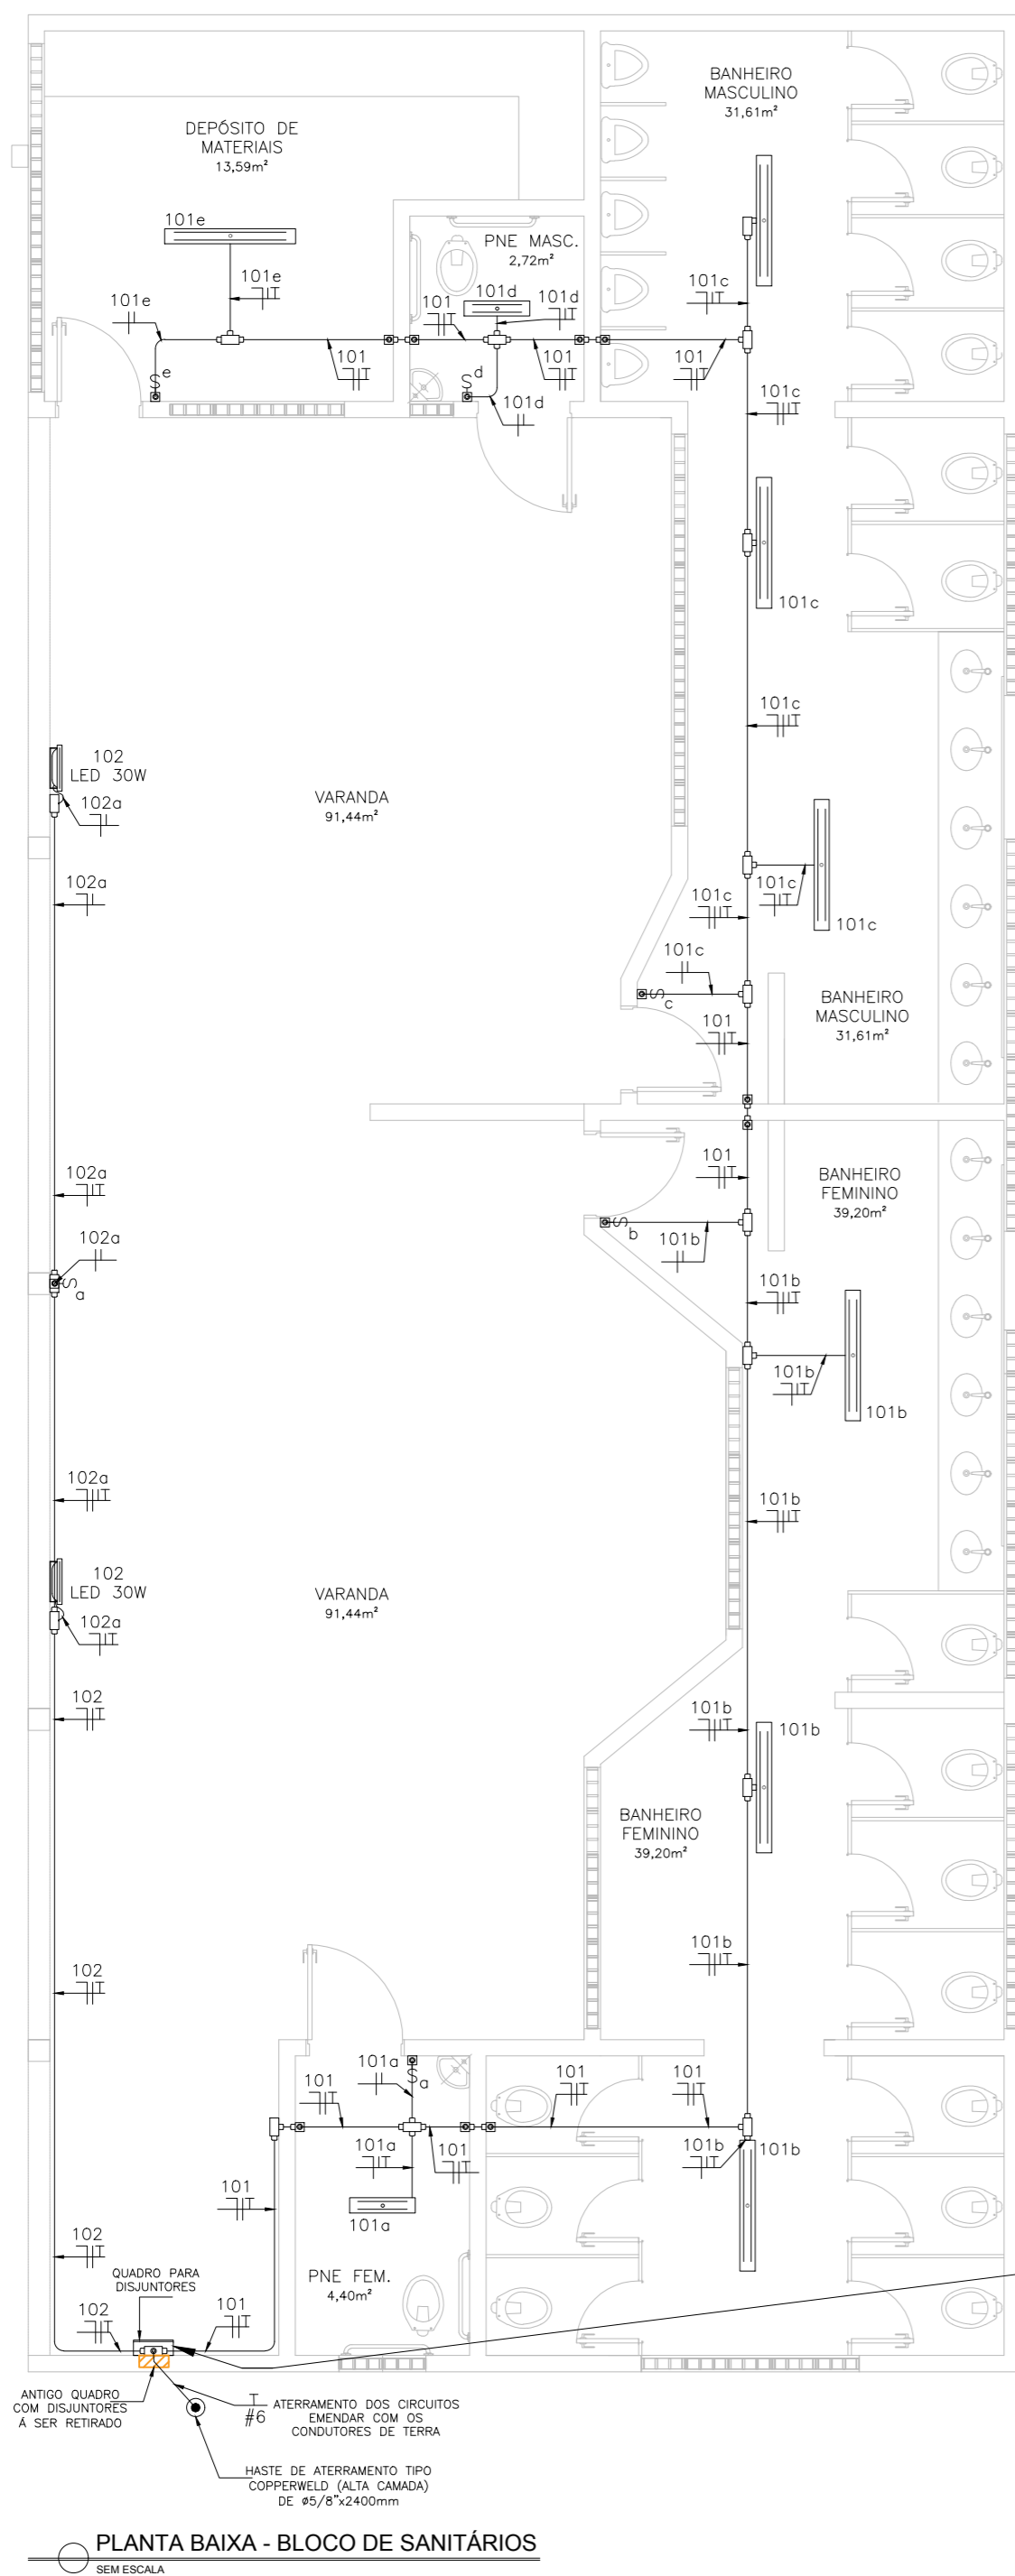 BANHEIRO
MASCULINO
31,61m²
DEPÓSITO DE
MATERIAIS
13,59m²
101e
PNE MASC.
2,72m²
101e
101c
101e
101
101d
101d
S e
101
101
101
S d
101d
101c
101c
102
LED 30W
102a
101c
VARANDA
91,44m²
102a
101c
101c
101c
101c
S c
BANHEIRO
MASCULINO
31,61m²
101
101
BANHEIRO
FEMININO
39,20m²
102a
102a
S a
S b
101b
101b
101b
101b
102a
101b
102
LED 30W
VARANDA
91,44m²
102a
102
101b
101b
BANHEIRO
FEMININO
39,20m²
101b
102
101a
S a
101
101
101
101a
101
101b
101b
101
101a
102
QUADRO PARA
DISJUNTORES
PNE FEM.
4,40m²
102
101
ANTIGO QUADRO
COM DISJUNTORES
Á SER RETIRADO
T
#6
ATERRAMENTO DOS CIRCUITOS
EMENDAR COM OS
CONDUTORES DE TERRA
HASTE DE ATERRAMENTO TIPO
COPPERWELD (ALTA CAMADA)
DE ø5/8"x2400mm
PLANTA BAIXA - BLOCO DE SANITÁRIOS
SEM ESCALA